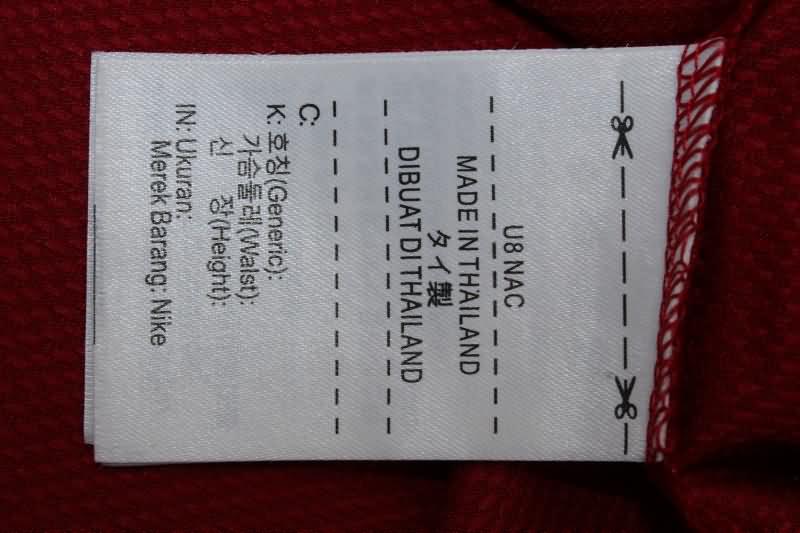 U8 NAC
MADE IN THAILAND
タイ製
DIBUAT DI THAILAND
C:
K: 호칭(Generic):
가슴둘레(Walst):
신 장(Height):
IN: Ukuran:
Merek Barang: Nike